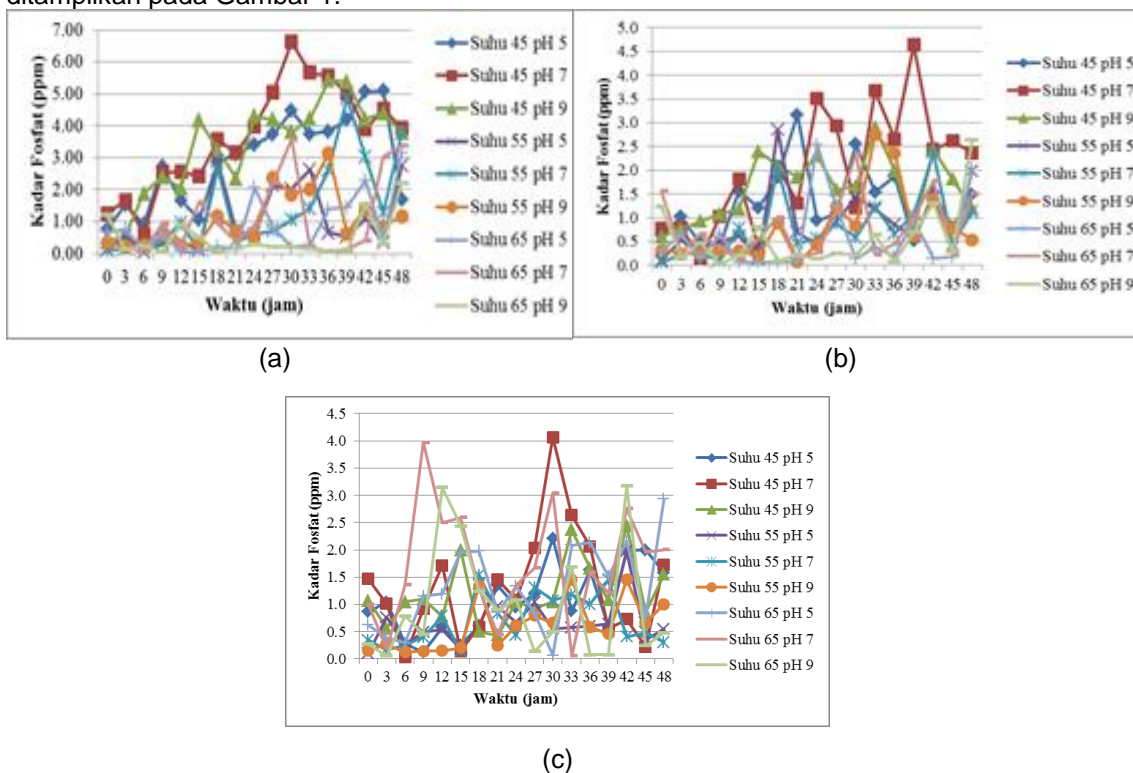 ditampilkan pada Gambar 1.
7.00
6.00
5.00
4.00
3.00
2.00
1.00
0.00
Kadar Fosfat (ppm)
0 3 6 9 12 15 18 21 24 27 30 33 36 39 42 45 48
Waktu (jam)
Suhu 45 pH 5
Suhu 45 pH 7
Suhu 45 pH 9
Suhu 55 pH 5
Suhu 55 pH 7
Suhu 55 pH 9
Suhu 65 pH 5
Suhu 65 pH 7
Suhu 65 pH 9
(a)
5.0
4.5
4.0
3.5
3.0
2.5
2.0
1.5
1.0
0.5
0.0
Kadar Fosfat (ppm)
0 3 6 9 12 15 18 21 24 27 30 33 36 39 42 45 48
Waktu (jam)
Suhu 45 pH 5
Suhu 45 pH 7
Suhu 45 pH 9
Suhu 55 pH 5
Suhu 55 pH 7
Suhu 55 pH 9
Suhu 65 pH 5
Suhu 65 pH 7
Suhu 65 pH 9
(b)
4.5
4.0
3.5
3.0
2.5
2.0
1.5
1.0
0.5
0.0
Kadar Fosfat (ppm)
0 3 6 9 12 15 18 21 24 27 30 33 36 39 42 45 48
Waktu (jam)
Suhu 45 pH 5
Suhu 45 pH 7
Suhu 45 pH 9
Suhu 55 pH 5
Suhu 55 pH 7
Suhu 55 pH 9
Suhu 65 pH 5
Suhu 65 pH 7
Suhu 65 pH 9
(c)